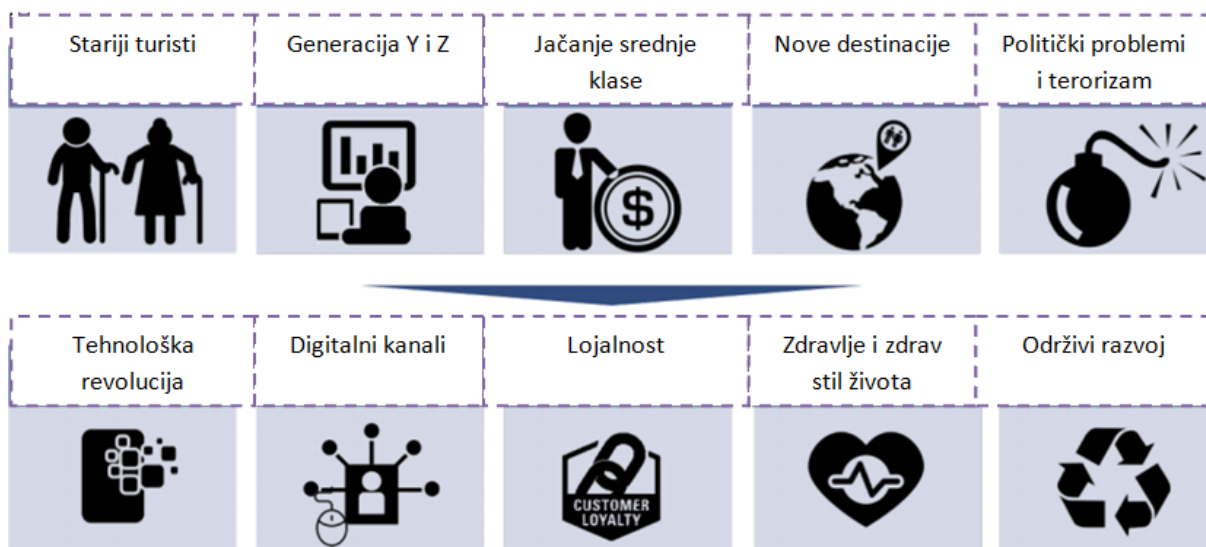 Stariji turisti
Generacija Y i Z
Jačanje srednje
klase
Nove destinacije
Politički problemi
i terorizam
$
Tehnološka
revolucija
Digitalni kanali
Lojalnost
Zdravlje i zdrav
stil života
Održivi razvoj
CUSTOMER
LOYALTY